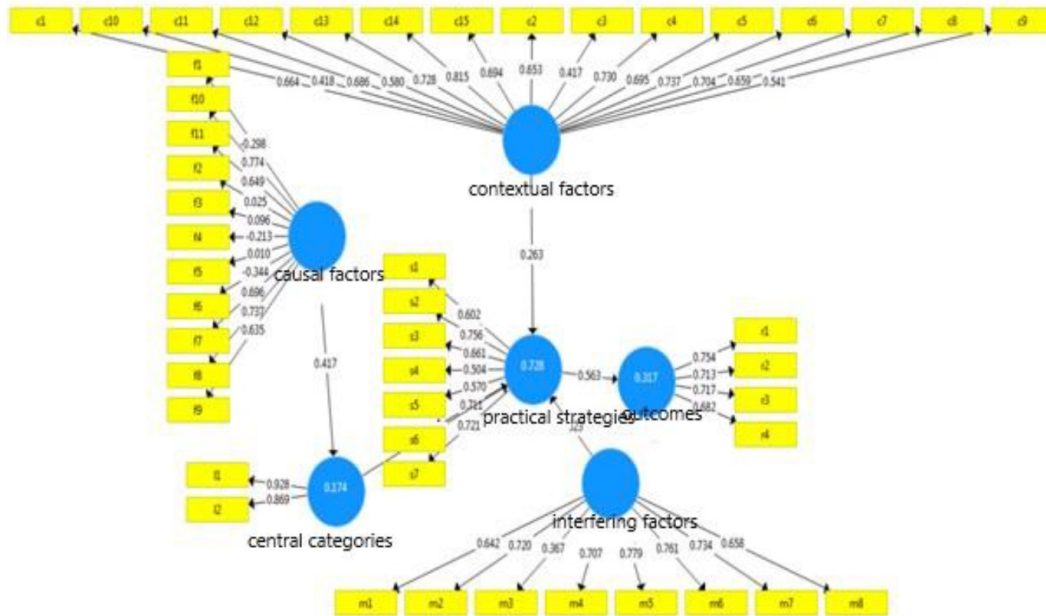 c1 c10 c11 c12 c13 c14 c15 c2 c3 c4 c5 c6 c7 c8 c9
0.664 0.418 0.686 0.580 0.728 0.815 0.694 0.653 0.417 0.730 0.695 0.737 0.704 0.659 0.541
contextual factors
f1
f10
f11
f2
f3
f4
f5
f6
f7
f8
f9
-0.298
0.774
0.649
0.025
0.096
-0.213
0.010
-0.344
0.696
0.737
0.635
causal factors
0.263
0.417
s1
s2
s3
s4
s5
s6
s7
0.602
0.756
0.661
0.504
0.570
0.711
0.721
0.728
practical strategies
0.563
0.317
outcomes
r1
r2
r3
r4
0.754
0.713
0.717
0.682
0.928
0.869
0.174
central categories
interfering factors
0.642 0.720 0.367 0.707 0.779 0.761 0.734 0.658
m1 m2 m3 m4 m5 m6 m7 m8